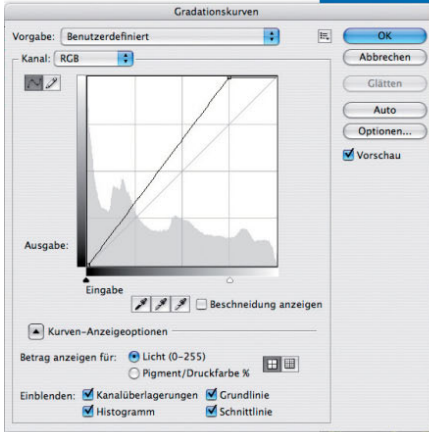 Gradationskurven
Vorgabe: Benutzerdefiniert
OK
Kanal: RGB
Abbrechen
Glätten
Auto
Optionen...
Vorschau
Ausgabe:
Eingabe
Beschneidung anzeigen
Kurven-Anzeigeoptionen
Betrag anzeigen für: Licht (0–255)
Pigment/Druckfarbe %
Einblenden: Kanalüberlagerungen Grundlinie
Histogramm Schnittlinie